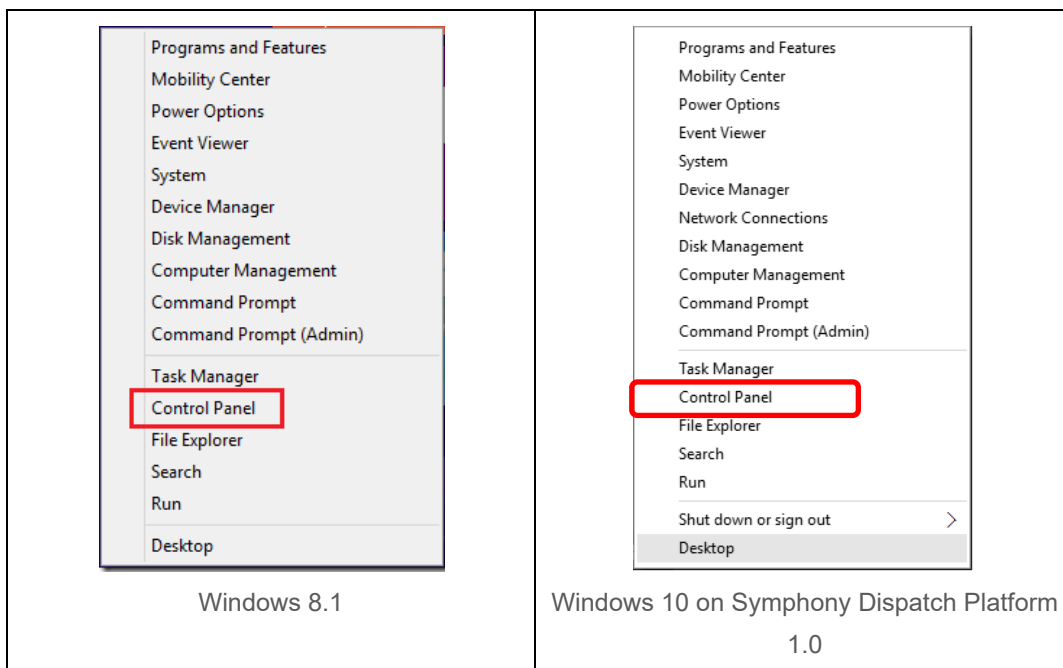 Programs and Features
Mobility Center
Power Options
Event Viewer
System
Device Manager
Disk Management
Computer Management
Command Prompt
Command Prompt (Admin)
Task Manager
Control Panel
File Explorer
Search
Run
Desktop
Windows 8.1
Programs and Features
Mobility Center
Power Options
Event Viewer
System
Device Manager
Network Connections
Disk Management
Computer Management
Command Prompt
Command Prompt (Admin)
Task Manager
Control Panel
File Explorer
Search
Run
Shut down or sign out
Desktop
Windows 10 on Symphony Dispatch Platform
1.0